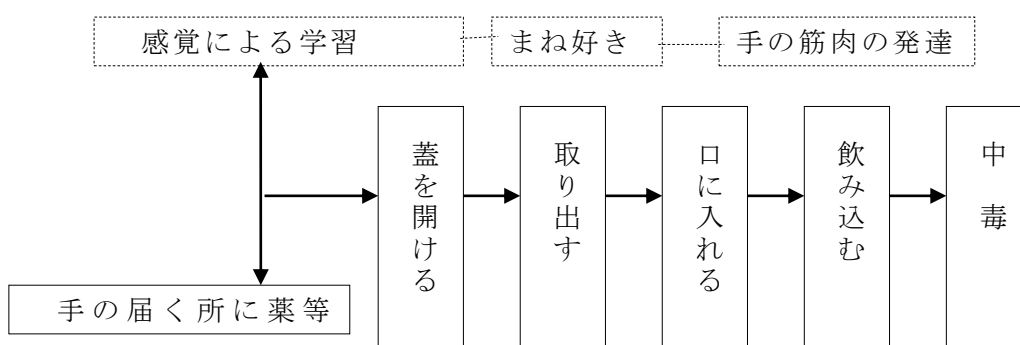 感覚による学習
まね好き
手の筋肉の発達
蓋を開ける
取り出す
口に入れる
飲み込む
中毒
手の届く所に薬等